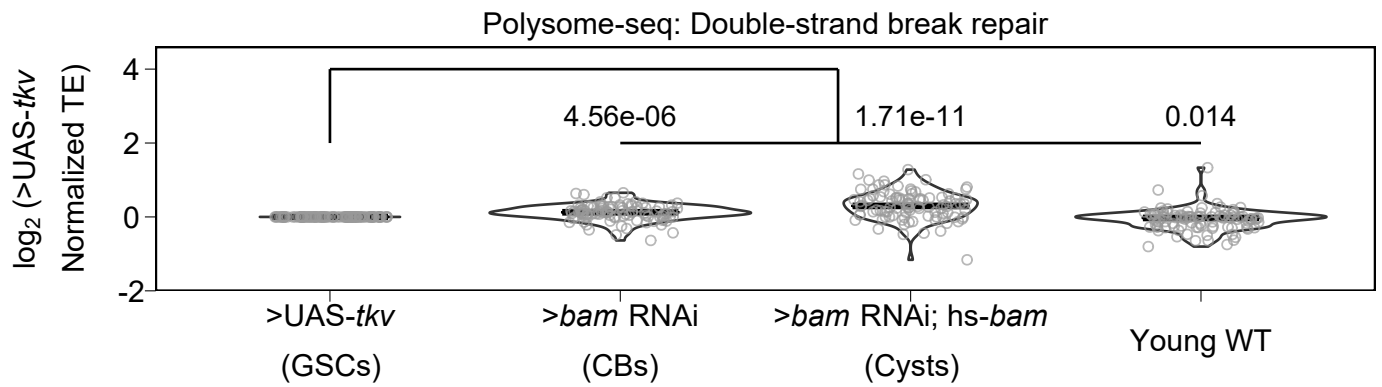 Polysome-seq: Double-strand break repair
log₂ (>UAS-tkv
Normalized TE)
4
2
0
-2
4.56e-06
1.71e-11
0.014
>UAS-tkv
(GSCs)
>bam RNAi
(CBs)
>bam RNAi; hs-bam
(Cysts)
Young WT